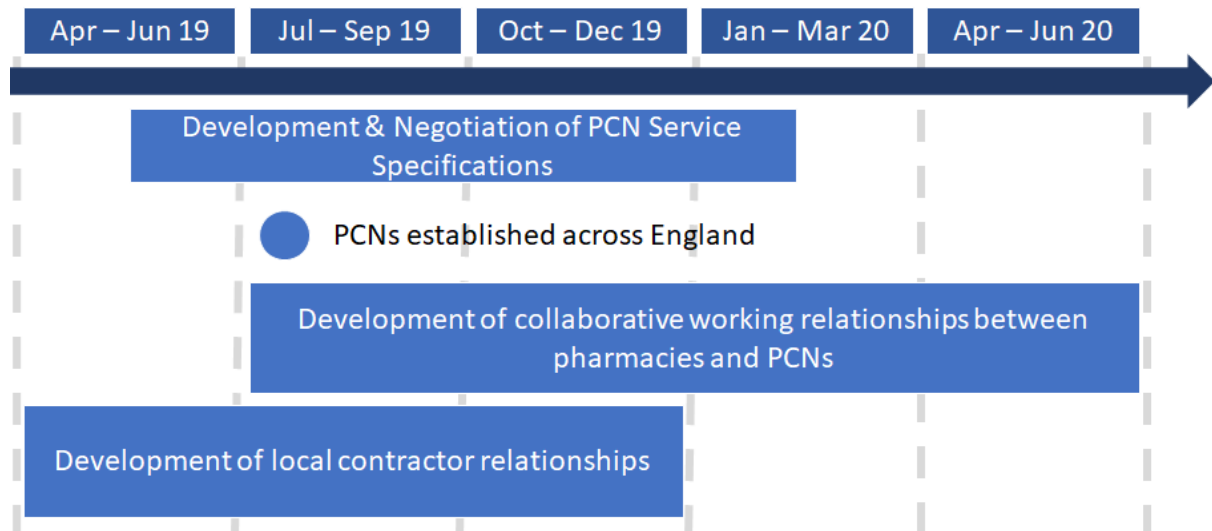 Apr – Jun 19
Jul – Sep 19
Oct – Dec 19
Jan – Mar 20
Apr – Jun 20
Development & Negotiation of PCN Service
Specifications
PCNs established across England
Development of collaborative working relationships between
pharmacies and PCNs
Development of local contractor relationships